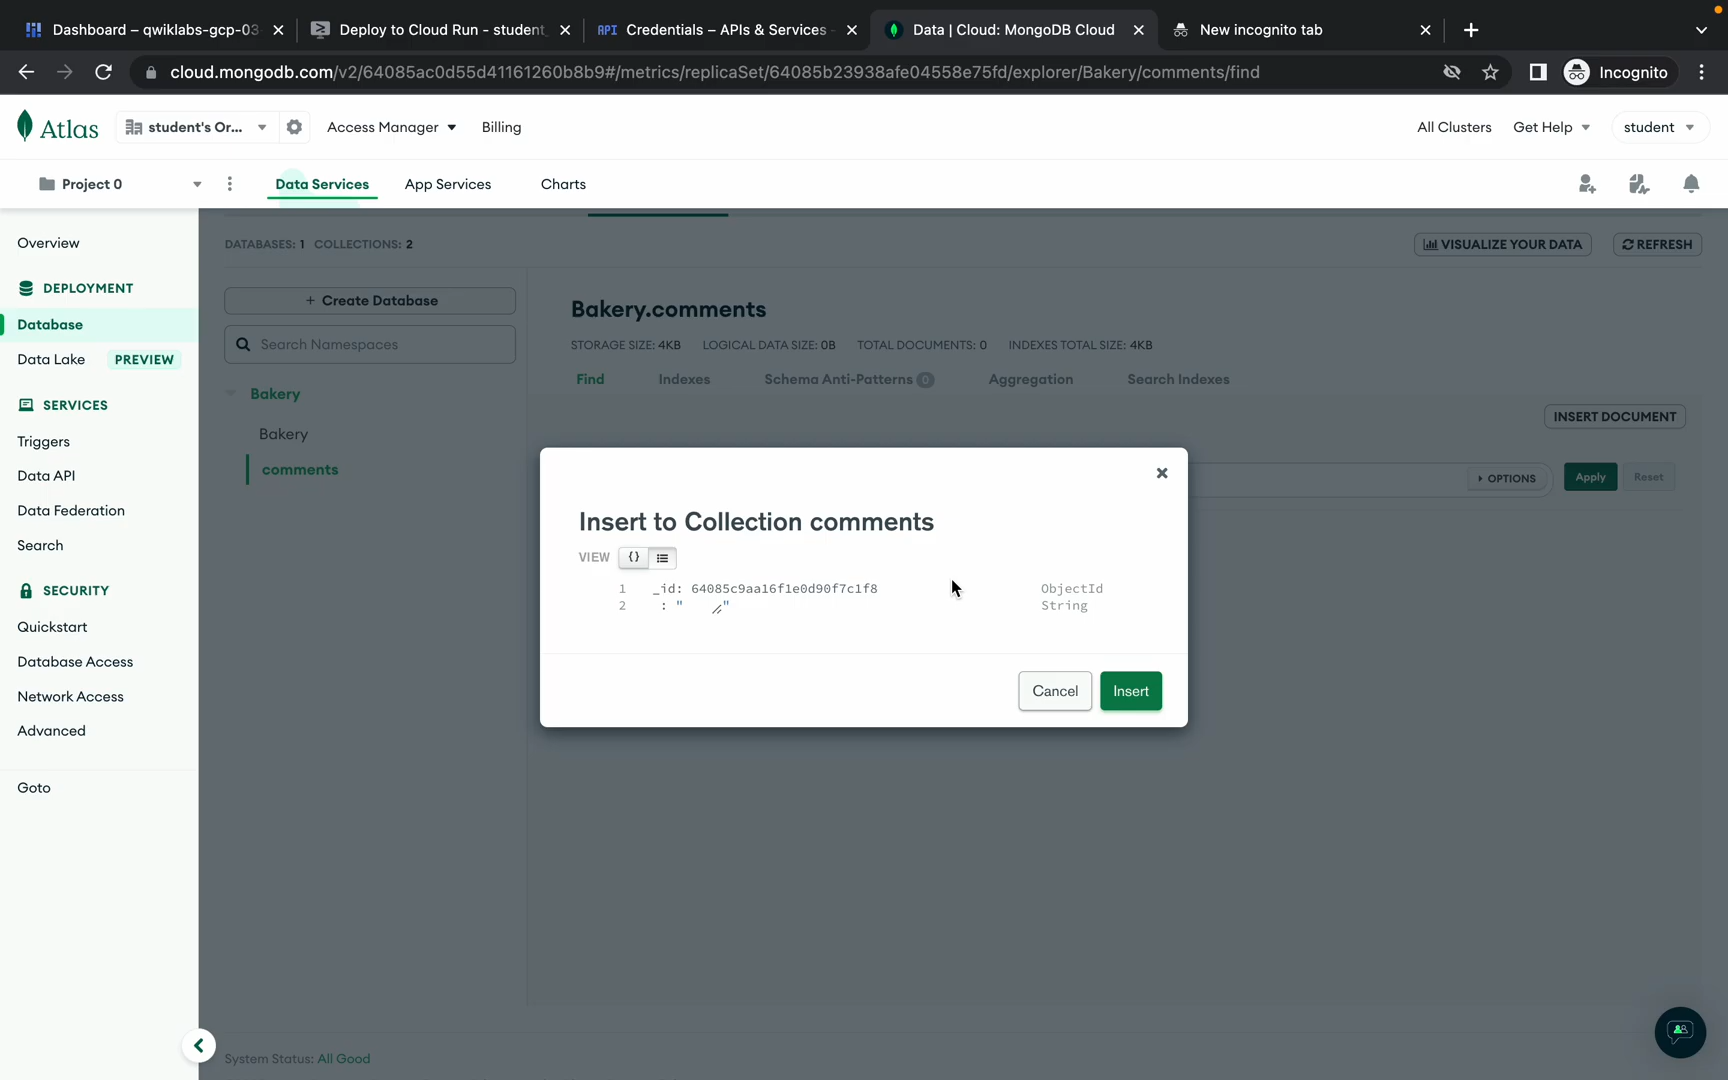 Dashboard – qwiklabs-gcp-03
Deploy to Cloud Run - student
API Credentials – APIs & Services –
Data | Cloud: MongoDB Cloud
New incognito tab
cloud.mongodb.com/v2/64085ac0d55d41161260b8b9#/metrics/replicaSet/64085b23938afe04558e75fd/explorer/Bakery/comments/find
Incognito
Atlas
student's Or...
Access Manager
Billing
All Clusters
Get Help
student
Project 0
Data Services
App Services
Charts
Overview
DEPLOYMENT
Database
Data Lake PREVIEW
SERVICES
Triggers
Data API
Data Federation
Search
SECURITY
Quickstart
Database Access
Network Access
Advanced
Goto
DATABASES: 1 COLLECTIONS: 2
VISUALIZE YOUR DATA
REFRESH
+ Create Database
Search Namespaces
Bakery
Bakery
comments
Bakery.comments
STORAGE SIZE: 4KB LOGICAL DATA SIZE: 0B TOTAL DOCUMENTS: 0 INDEXES TOTAL SIZE: 4KB
Find Indexes Schema Anti-Patterns 0 Aggregation Search Indexes
INSERT DOCUMENT
OPTIONS
Apply
Reset
Insert to Collection comments
VIEW {}
1 _id: 64085c9aa16f1e0d90f7c1f8 ObjectId
2 : " " String
Cancel
Insert
System Status: All Good